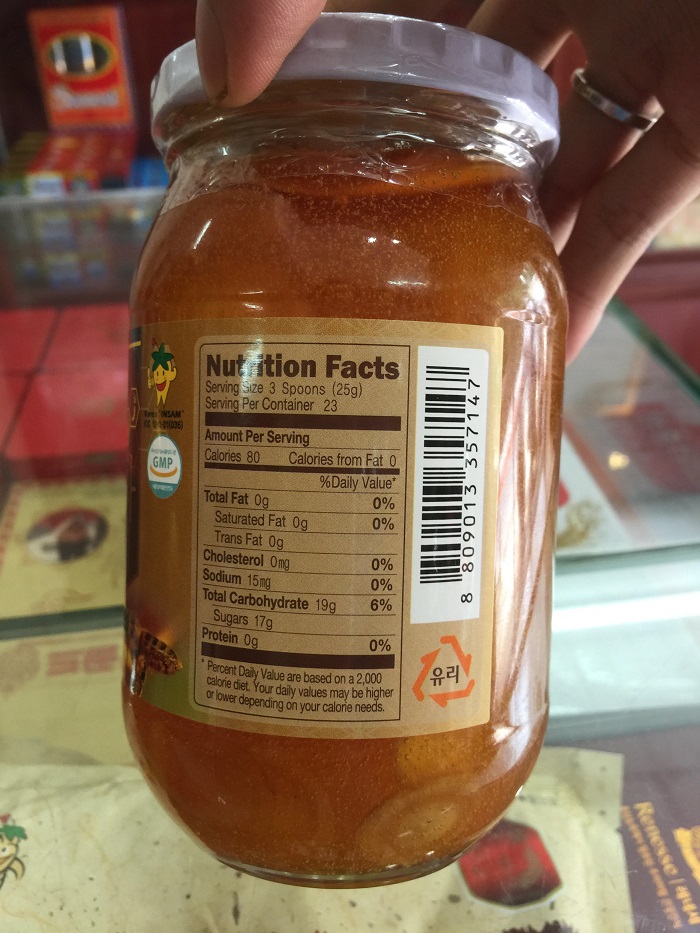 Nutrition Facts
Serving Size 3 Spoons (25g)
Serving Per Container 23
Amount Per Serving
Calories 80 Calories from Fat 0
%Daily Value*
Total Fat 0g 0%
Saturated Fat 0g 0%
Trans Fat 0g
Cholesterol 0mg 0%
Sodium 15mg 0%
Total Carbohydrate 19g 6%
Sugars 17g
Protein 0g 0%
* Percent Daily Value are based on a 2,000
calorie diet. Your daily values may be higher
or lower depending on your calorie needs.
8 809013 357147
유리
INSAM
GMP
Renesse